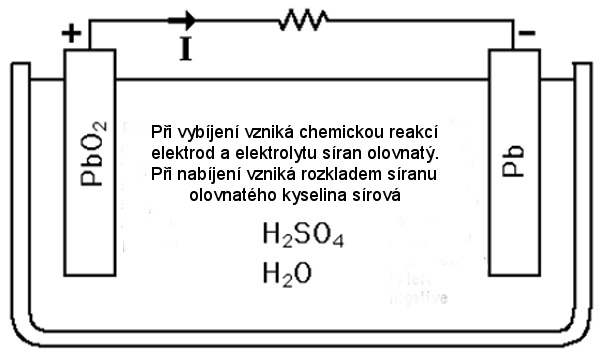 + I -
PbO₂
Při vybíjení vzniká chemickou reakcí
elektrod a elektrolytu síran olovnatý.
Při nabíjení vzniká rozkladem síranu
olovnatého kyselina sírová
H₂SO₄
H₂O
Pb
negative